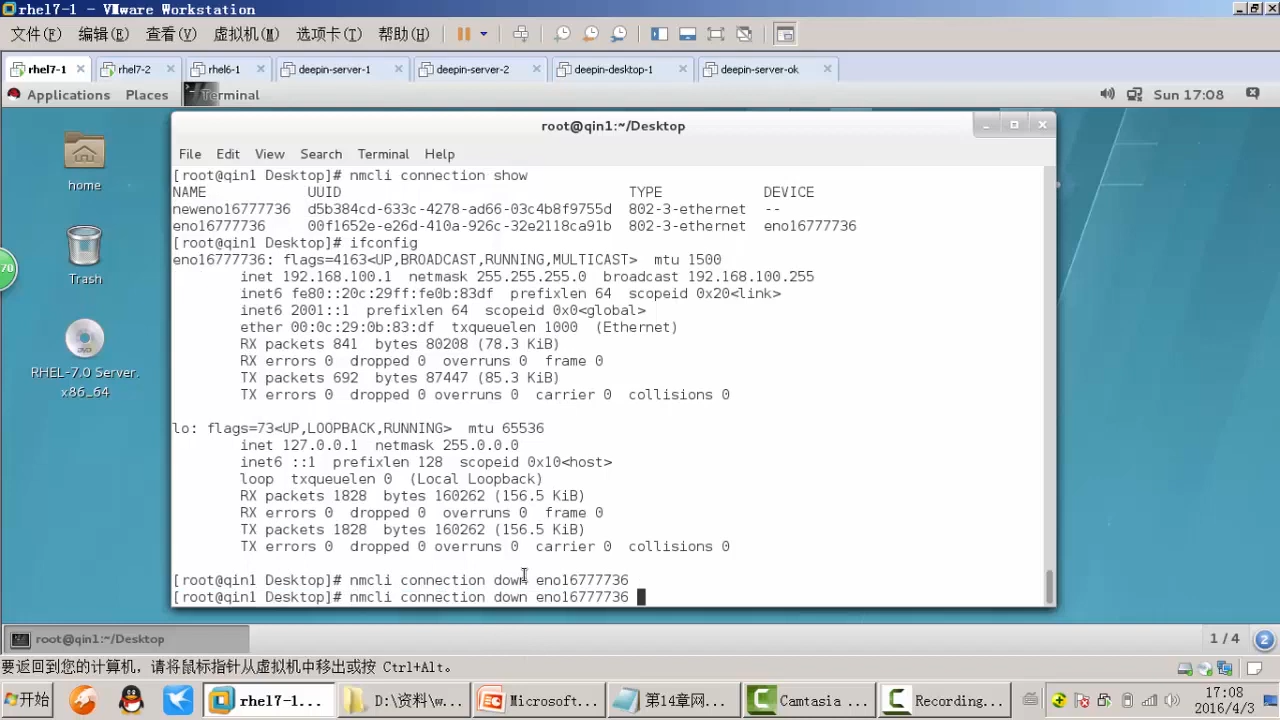 rhel7-1 - VMware Workstation
文件(F) 编辑(E) 查看(V) 虚拟机(M) 选项卡(T) 帮助(H)
rhel7-1 rhel7-2 rhel6-1 deepin-server-1 deepin-server-2 deepin-desktop-1 deepin-server-ok
Applications Places Terminal Sun 17:08
root@qin1:~/Desktop
File Edit View Search Terminal Help
home
Trash
RHEL-7.0 Server.
x86_64
70
[root@qin1 Desktop]# nmcli connection show
NAME UUID TYPE DEVICE
neweno16777736 d5b384cd-633c-4278-ad66-03c4b8f9755d 802-3-ethernet --
eno16777736 00f1652e-e26d-410a-926c-32e2118ca91b 802-3-ethernet eno16777736
[root@qin1 Desktop]# ifconfig
eno16777736: flags=4163<UP,BROADCAST,RUNNING,MULTICAST> mtu 1500
inet 192.168.100.1 netmask 255.255.255.0 broadcast 192.168.100.255
inet6 fe80::20c:29ff:fe0b:83df prefixlen 64 scopeid 0x20<link>
inet6 2001::1 prefixlen 64 scopeid 0x0<global>
ether 00:0c:29:0b:83:df txqueuelen 1000 (Ethernet)
RX packets 841 bytes 80208 (78.3 KiB)
RX errors 0 dropped 0 overruns 0 frame 0
TX packets 692 bytes 87447 (85.3 KiB)
TX errors 0 dropped 0 overruns 0 carrier 0 collisions 0
lo: flags=73<UP,LOOPBACK,RUNNING> mtu 65536
inet 127.0.0.1 netmask 255.0.0.0
inet6 ::1 prefixlen 128 scopeid 0x10<host>
loop txqueuelen 0 (Local Loopback)
RX packets 1828 bytes 160262 (156.5 KiB)
RX errors 0 dropped 0 overruns 0 frame 0
TX packets 1828 bytes 160262 (156.5 KiB)
TX errors 0 dropped 0 overruns 0 carrier 0 collisions 0
[root@qin1 Desktop]# nmcli connection down eno16777736
[root@qin1 Desktop]# nmcli connection down eno16777736
root@qin1:~/Desktop 1 / 4 2
要返回到您的计算机，请将鼠标指针从虚拟机中移出或按 Ctrl+Alt。
开始 rhel7-1... D:\资料\w... Microsoft... 第14章网... Camtasia ... Recording... 17:08
2016/4/3